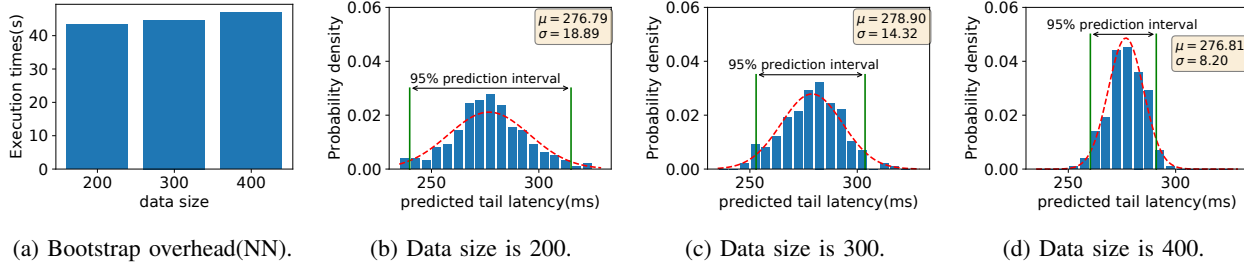 Execution times(s)
40
30
20
10
0
200
300
400
data size
(a) Bootstrap overhead(NN).
Probability density
0.06
0.04
0.02
0.00
μ = 276.79
σ = 18.89
95% prediction interval
250
300
predicted tail latency(ms)
(b) Data size is 200.
Probability density
0.06
0.04
0.02
0.00
μ = 278.90
σ = 14.32
95% prediction interval
250
300
predicted tail latency(ms)
(c) Data size is 300.
Probability density
0.06
0.04
0.02
0.00
95% prediction interval
μ = 276.81
σ = 8.20
250
300
predicted tail latency(ms)
(d) Data size is 400.